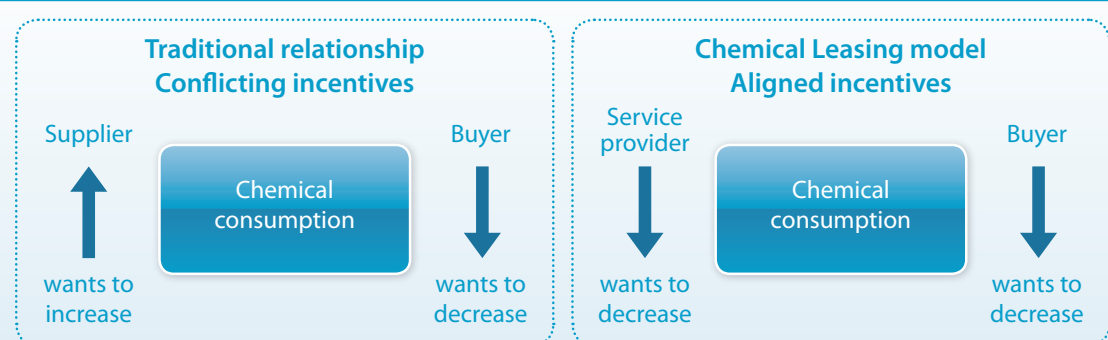 Traditional relationship
Conflicting incentives
Supplier
Chemical
consumption
Buyer
wants to
increase
wants to
decrease
Chemical Leasing model
Aligned incentives
Service
provider
Chemical
consumption
Buyer
wants to
decrease
wants to
decrease